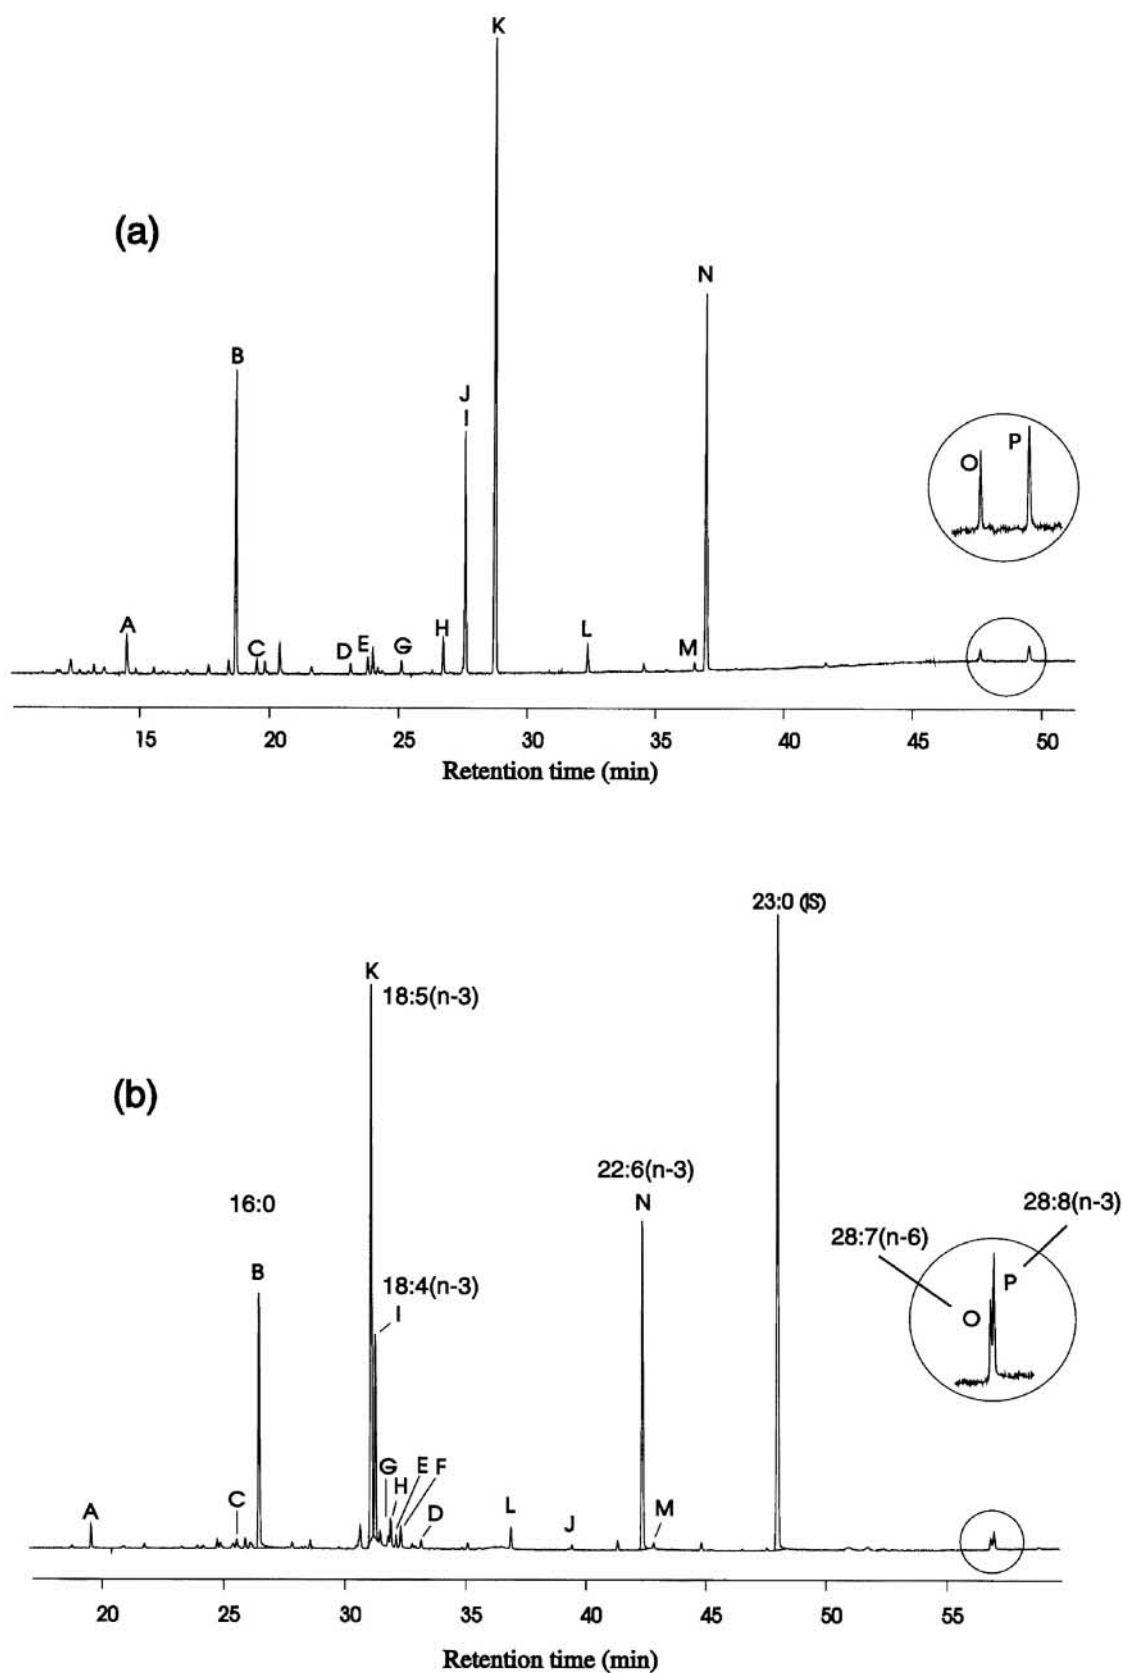 K
(a)
N
B
J
I
P
O
A
C
D
E
G
H
L
M
15 20 25 30 35 40 45 50
Retention time (min)
23:0 (IS)
K
18:5(n-3)
(b)
22:6(n-3)
16:0
N
28:8(n-3)
28:7(n-6)
B
18:4(n-3)
P
I
O
G
E
F
H
C
A
D
L
J
M
20 25 30 35 40 45 50 55
Retention time (min)